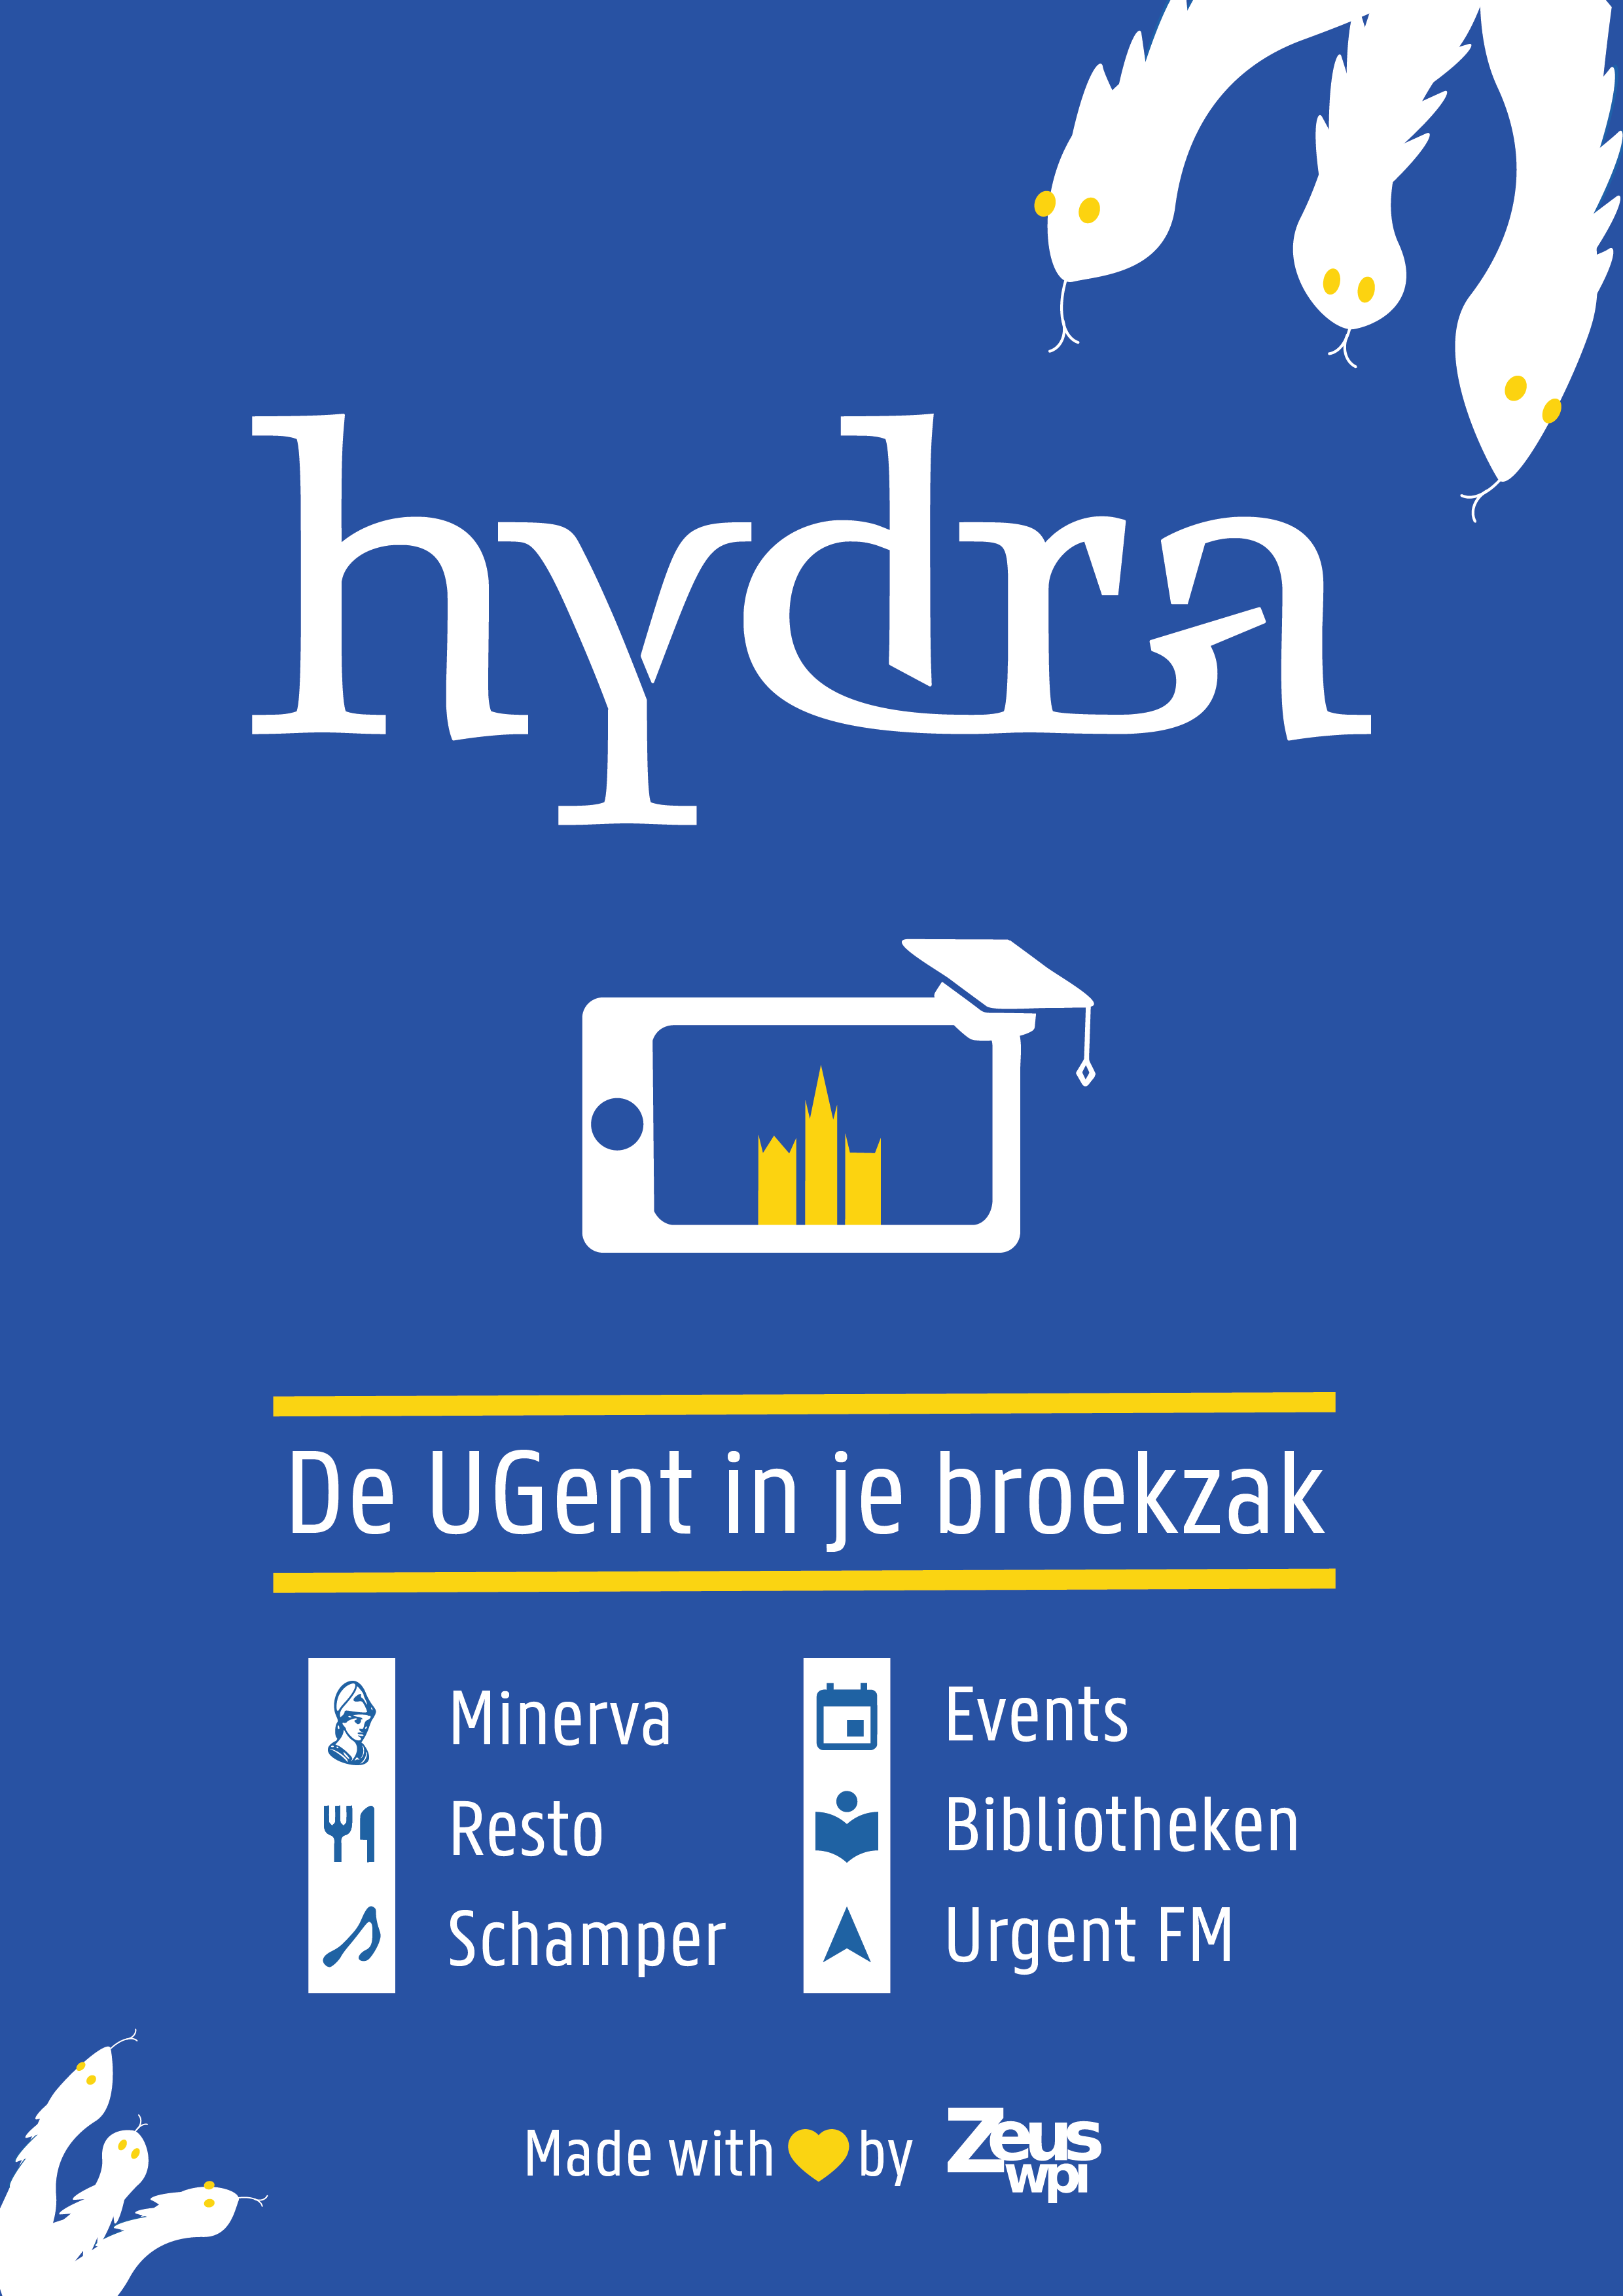 hydra
De UGent in je broekzak
Minerva
Resto
Schamper
Events
Bibliotheken
Urgent FM
Made with by
Zeus
wpi